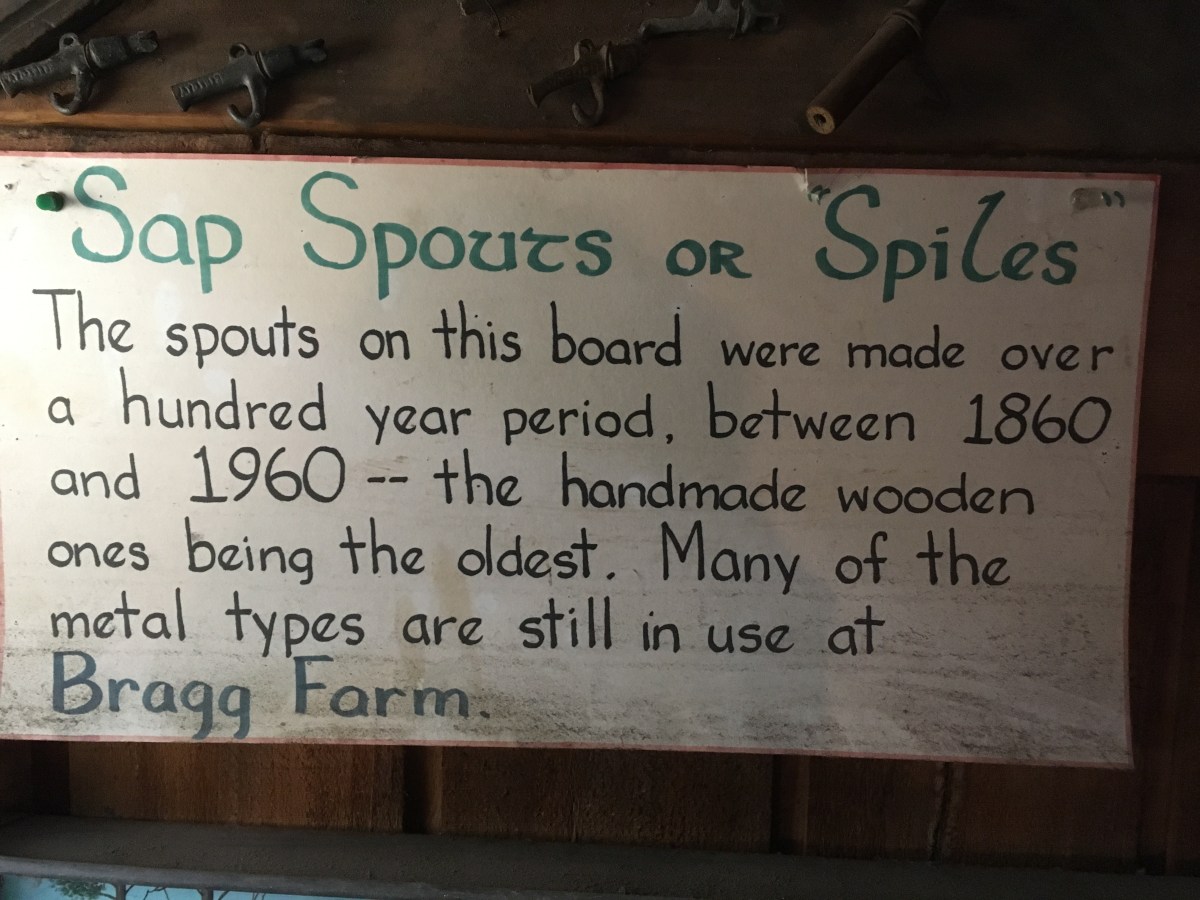 Sap Spouts or "Spiles"
The spouts on this board were made over
a hundred year period, between 1860
and 1960 -- the handmade wooden
ones being the oldest. Many of the
metal types are still in use at
Bragg Farm.